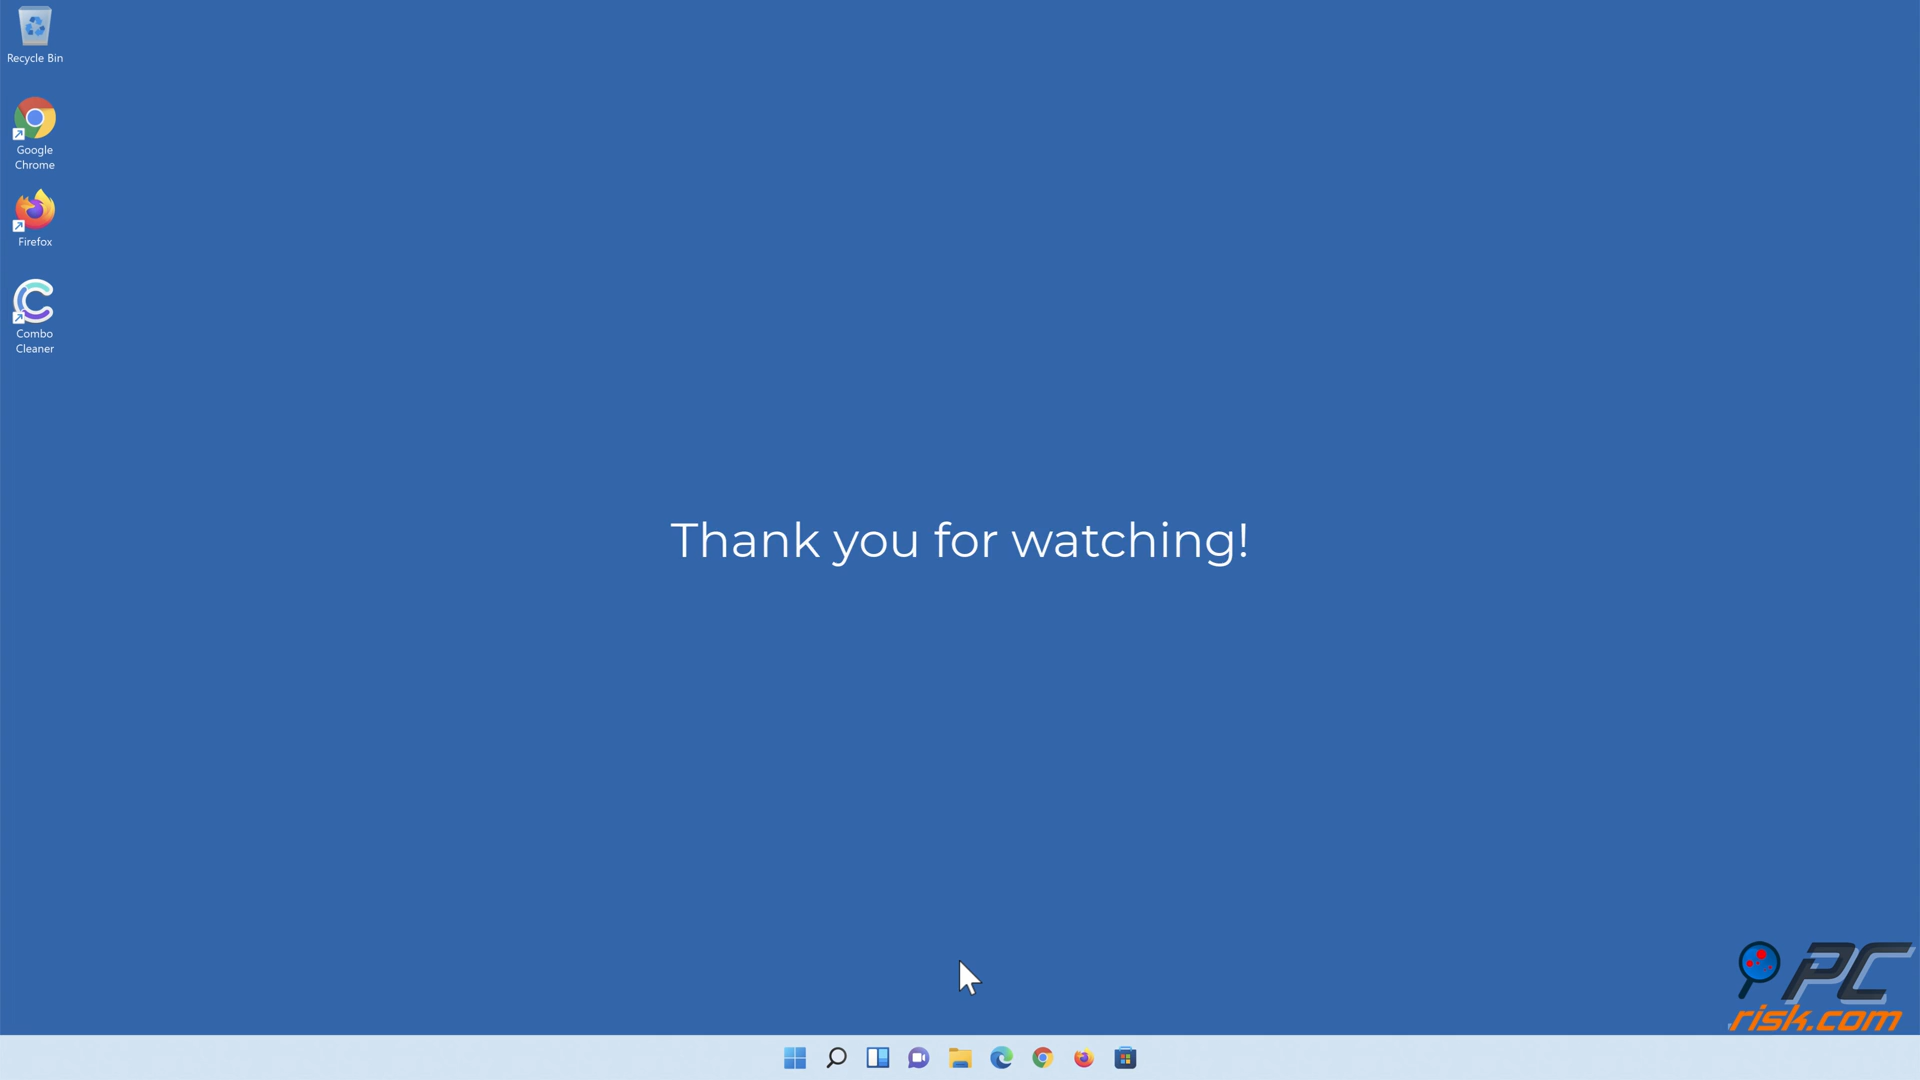 Recycle Bin
Google
Chrome
Firefox
Combo
Cleaner
Thank you for watching!
PC
risk.com